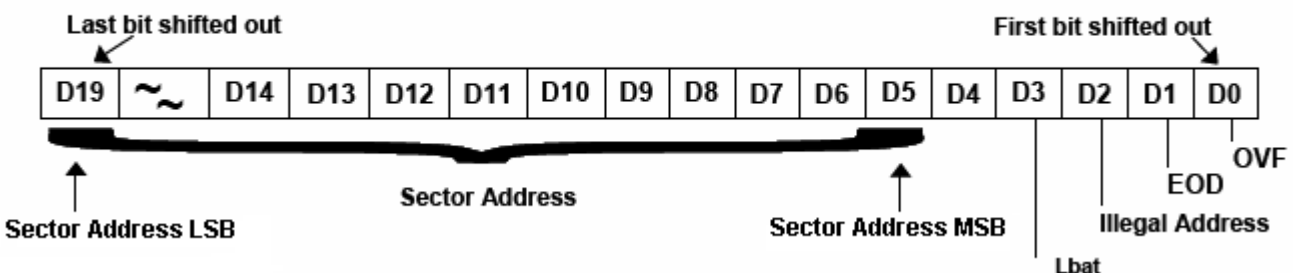 Last bit shifted out
First bit shifted out
D19 ~~ D14 D13 D12 D11 D10 D9 D8 D7 D6 D5 D4 D3 D2 D1 D0
OVF
EOD
Sector Address
Illegal Address
Sector Address LSB
Sector Address MSB
Lbat